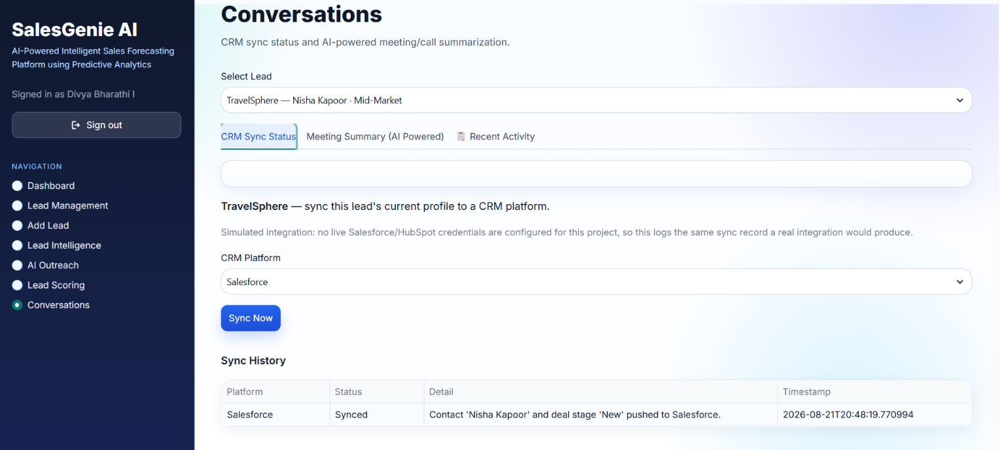 SalesGenie AI
AI-Powered Intelligent Sales Forecasting
Platform using Predictive Analytics
Signed in as Divya Bharathi I
Sign out
NAVIGATION
Dashboard
Lead Management
Add Lead
Lead Intelligence
AI Outreach
Lead Scoring
Conversations
Conversations
CRM sync status and AI-powered meeting/call summarization.
Select Lead
TravelSphere — Nisha Kapoor · Mid-Market
CRM Sync Status
Meeting Summary (AI Powered)
Recent Activity
TravelSphere — sync this lead's current profile to a CRM platform.
Simulated integration: no live Salesforce/HubSpot credentials are configured for this project, so this logs the same sync record a real integration would produce.
CRM Platform
Salesforce
Sync Now
Sync History
Platform Status Detail Timestamp
Salesforce Synced Contact 'Nisha Kapoor' and deal stage 'New' pushed to Salesforce. 2026-08-21T20:48:19.770994